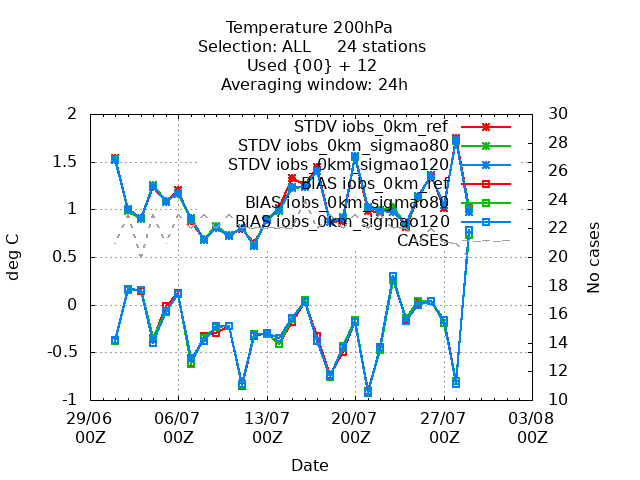 Temperature 200hPa
Selection: ALL 24 stations
Used {00} + 12
Averaging window: 24h
2
1.5
1
0.5
0
-0.5
-1
deg C
30
28
26
24
22
20
18
16
14
12
10
No cases
STDV iobs_0km_ref
STDV iobs_0km_sigmao80
STDV iobs_0km_sigmao120
BIAS iobs_0km_ref
BIAS iobs_0km_sigmao80
BIAS iobs_0km_sigmao120
CASES
29/06 06/07 13/07 20/07 27/07 03/08
00Z 00Z 00Z 00Z 00Z 00Z
Date